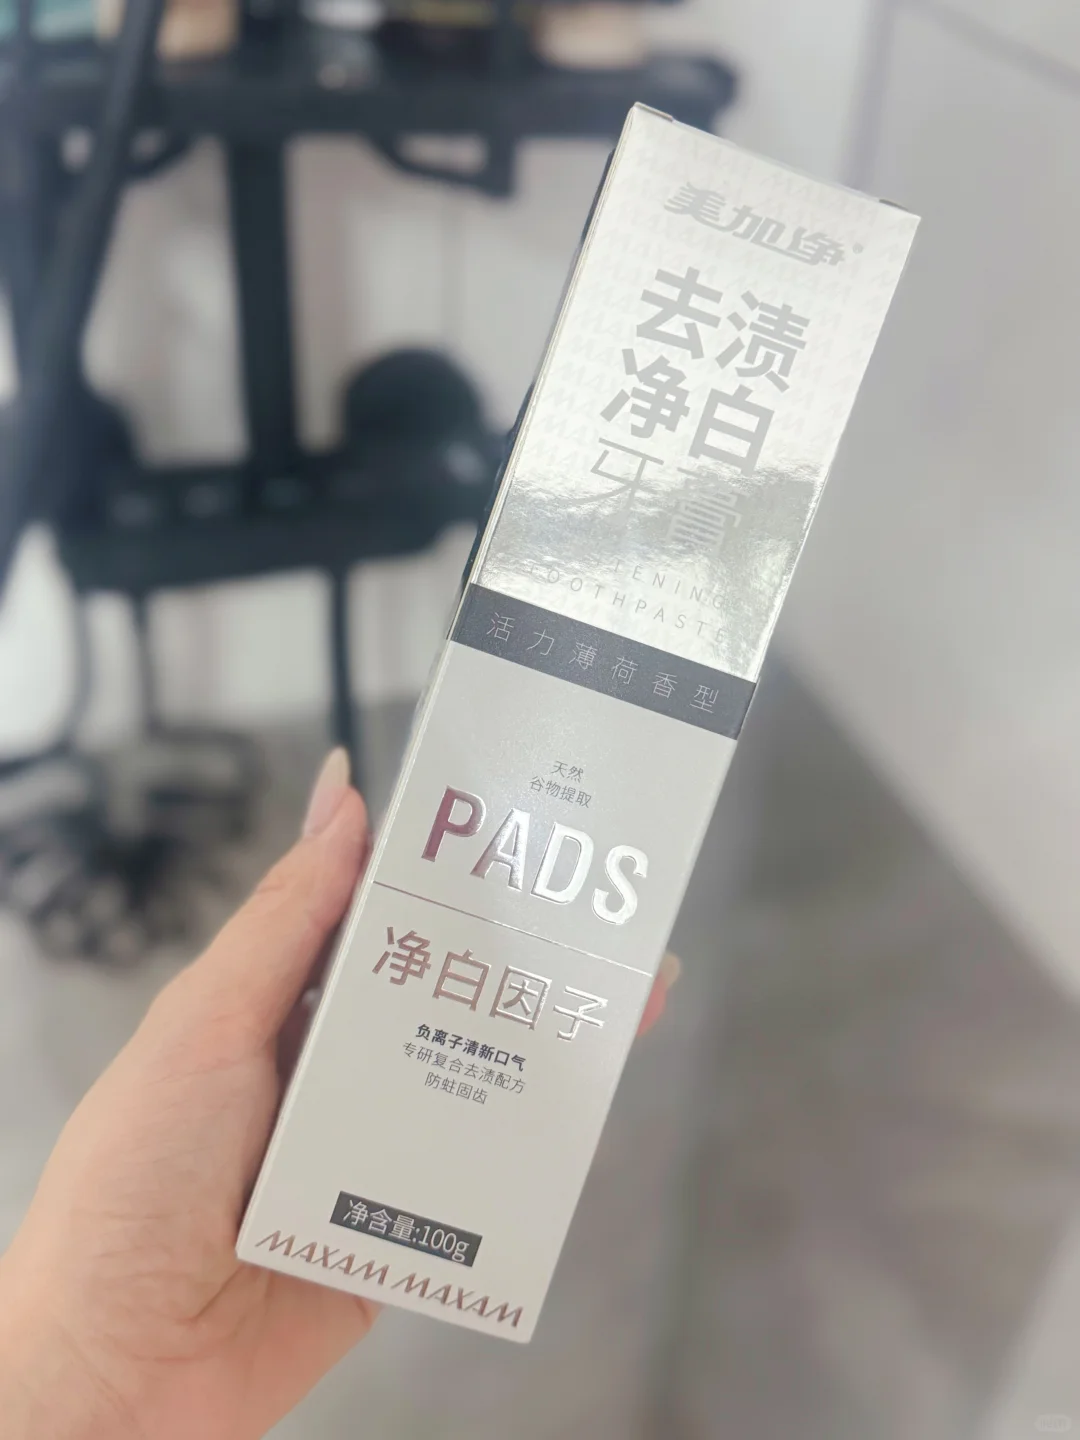 美加净®
去渍
净白
牙膏
TENING
TOOTHPASTE
活力薄荷香型
天然
谷物提取
PADS
净白因子
负离子清新口气
专研复合去渍配方
防蛀固齿
净含量:100g
MAXAM MAXAM